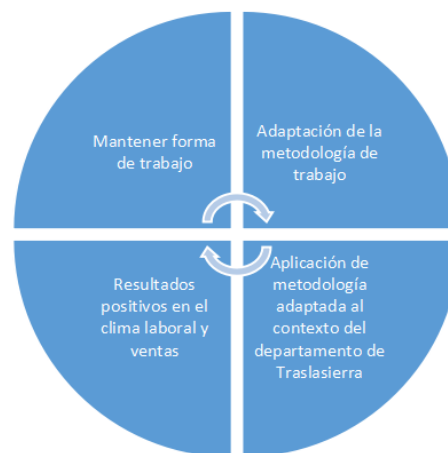 Mantener forma
de trabajo
Adaptación de la
metodología de
trabajo
Resultados
positivos en el
clima laboral y
ventas
Aplicación de
metodología
adaptada al
contexto del
departamento de
Traslasierra